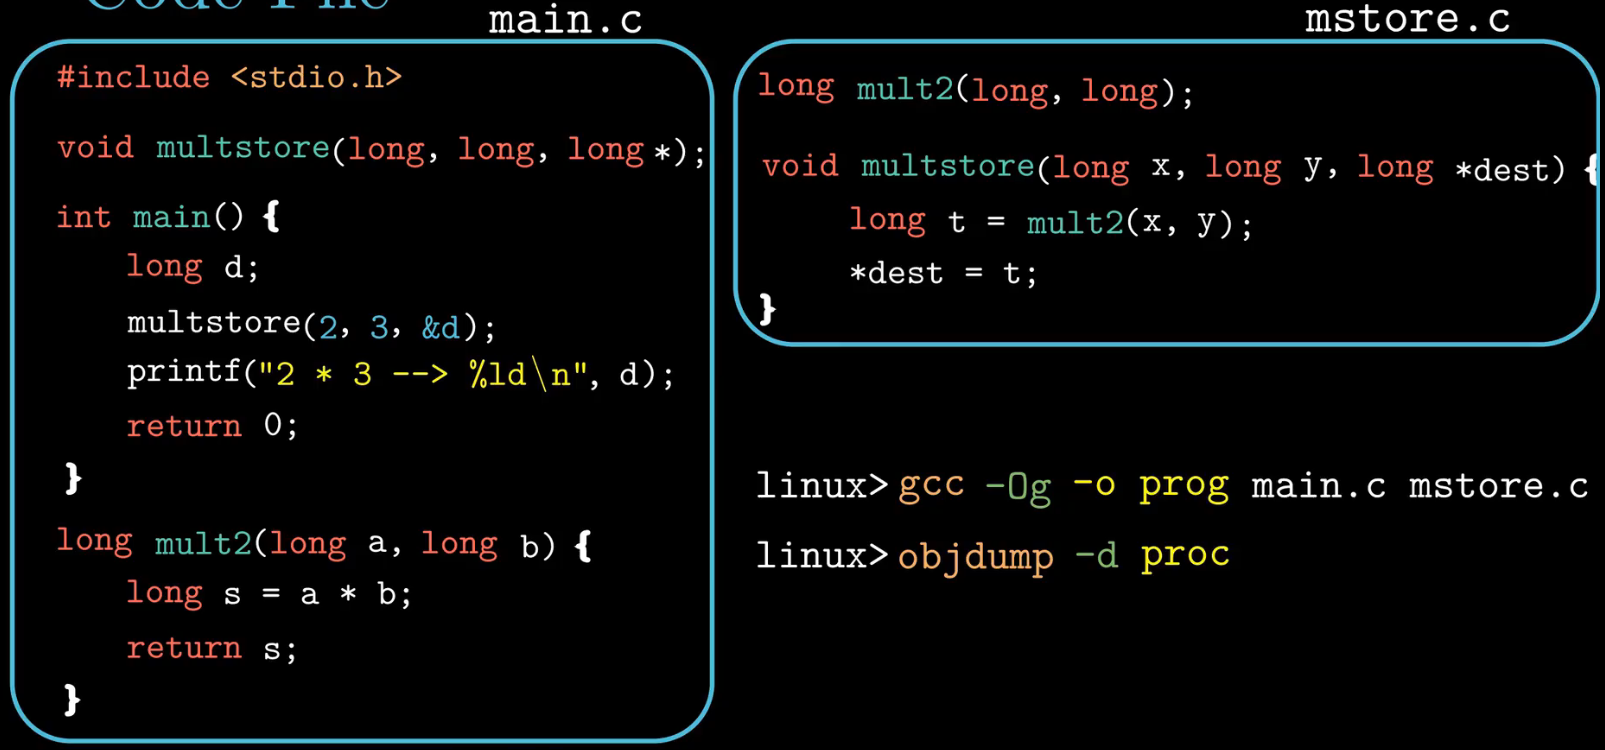 Code File
main.c
#include <stdio.h>
void multstore(long, long, long*);
int main() {
long d;
multstore(2, 3, &d);
printf("2 * 3 --> %ld\n", d);
return 0;
}
long mult2(long a, long b) {
long s = a * b;
return s;
}
mstore.c
long mult2(long, long);
void multstore(long x, long y, long *dest) {
long t = mult2(x, y);
*dest = t;
}
linux> gcc -Og -o prog main.c mstore.c
linux> objdump -d proc